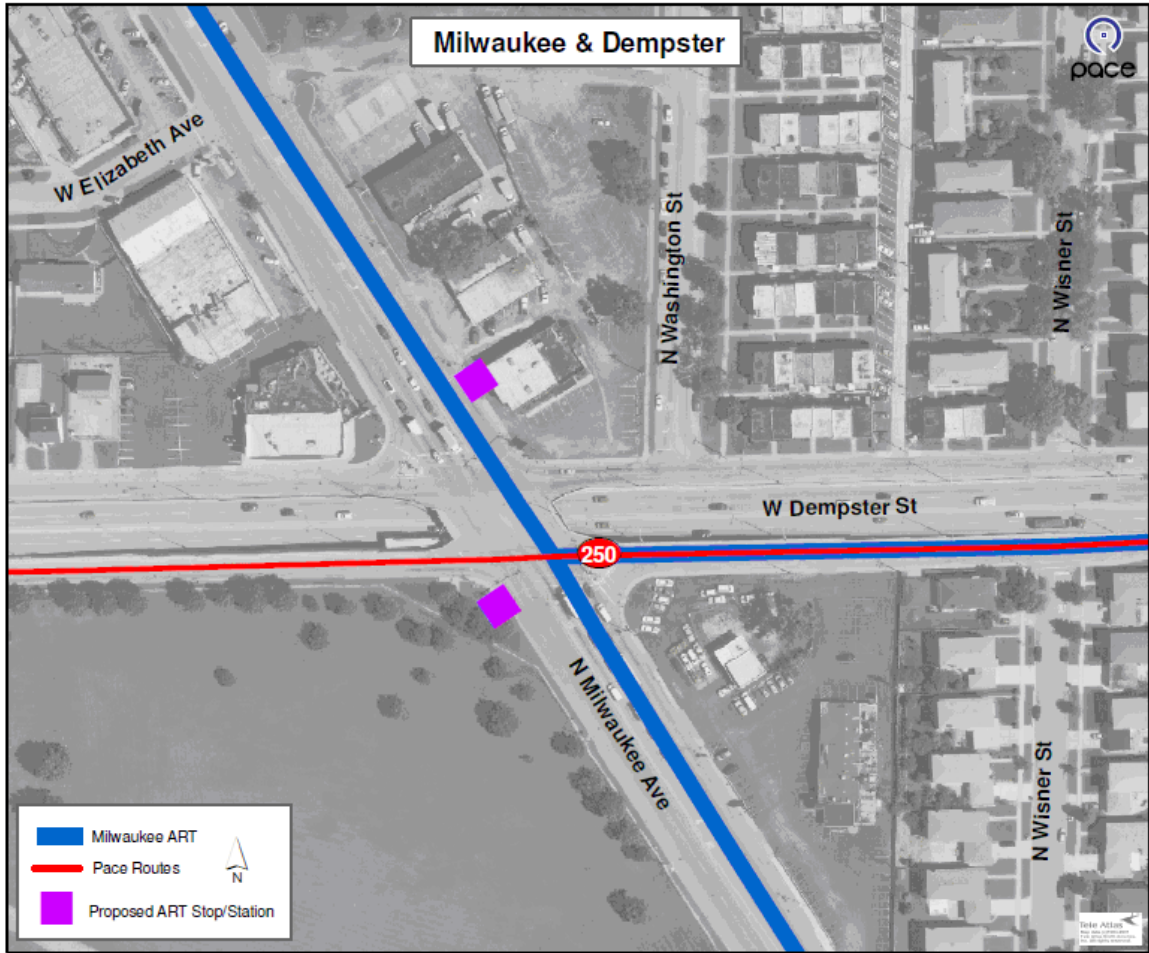 Milwaukee & Dempster
pace
W Elizabeth Ave
N Washington St
N Wisner St
W Dempster St
250
N Milwaukee Ave
N Wisner St
Milwaukee ART
Pace Routes
N
Proposed ART Stop/Station
Tele Atlas